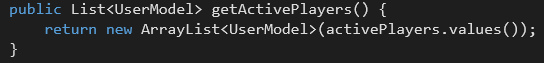 public List<UserModel> getActivePlayers() {
    return new ArrayList<UserModel>(activePlayers.values());
}